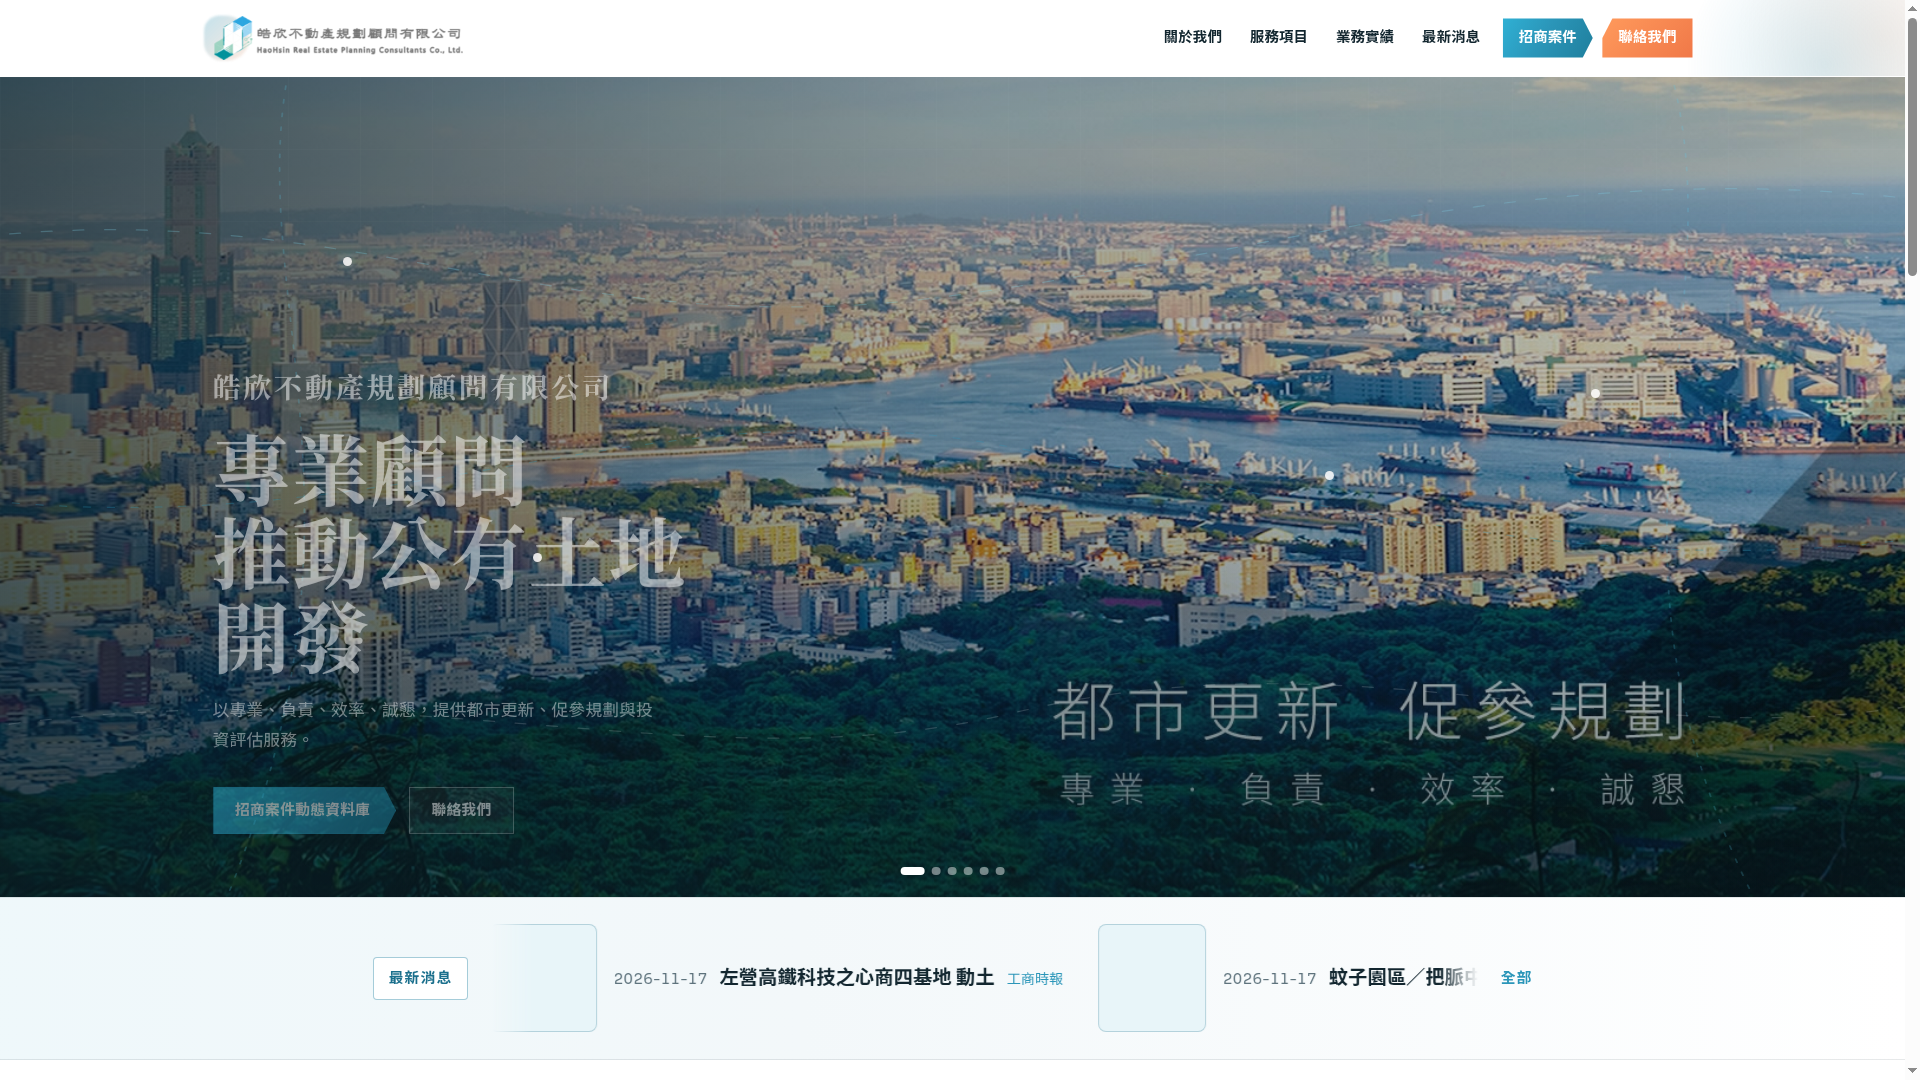 皓欣不動產規劃顧問有限公司
HaoHsin Real Estate Planning Consultants Co., Ltd.
關於我們
服務項目
業務實績
最新消息
招商案件
聯絡我們
皓欣不動產規劃顧問有限公司
專業顧問
推動公有土地
開發
以專業、負責、效率、誠懇，提供都市更新、促參規劃與投
資評估服務。
招商案件動態資料庫
聯絡我們
都市更新 促參規劃
專業 · 負責 · 效率 · 誠懇
最新消息
2026-11-17 左營高鐵科技之心商四基地 動土 工商時報
2026-11-17 蚊子園區／把脈中
全部